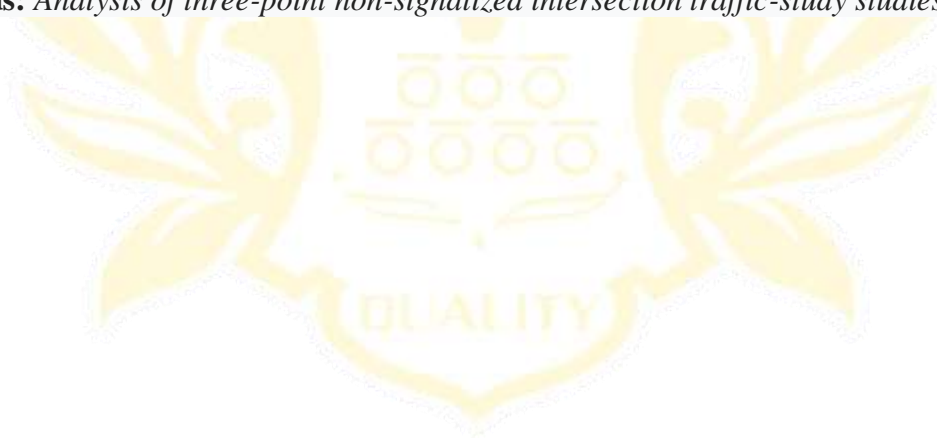 s. Analysis of three-point non-signalized intersection traffic-study studies
QUALITY